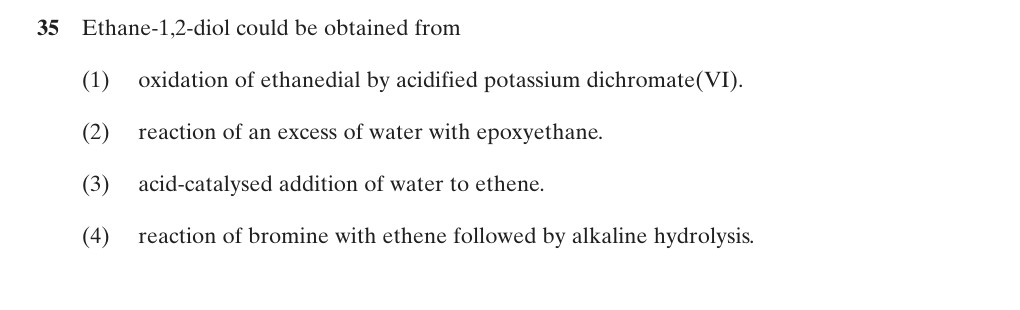 35 Ethane-1,2-diol could be obtained from
(1) oxidation of ethanedial by acidified potassium dichromate(VI).
(2) reaction of an excess of water with epoxyethane.
(3) acid-catalysed addition of water to ethene.
(4) reaction of bromine with ethene followed by alkaline hydrolysis.